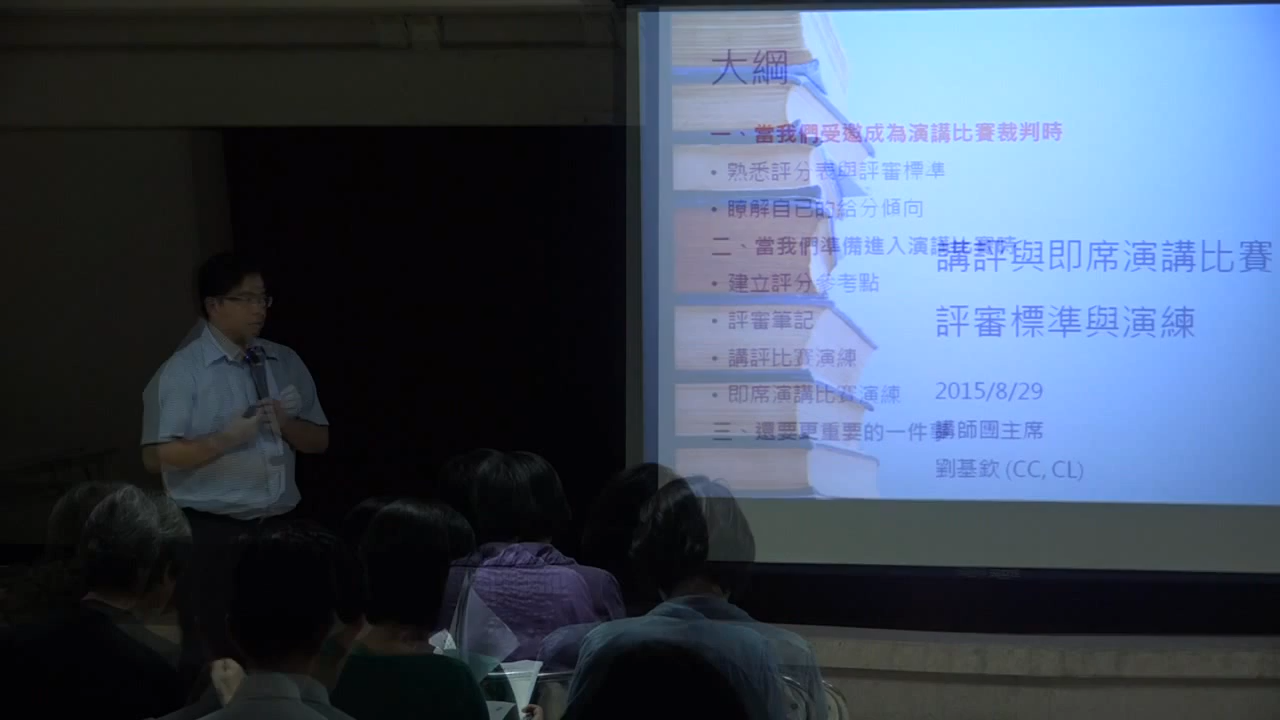 大綱
一、當我們受邀成為演講比賽裁判時
• 熟悉評分表與評審標準
• 瞭解自己的給分傾向
二、當我們準備進入演講比賽時
• 建立評分參考點
• 評審筆記
• 講評比賽演練
• 即席演講比賽演練
三、還要更重要的一件事
講評與即席演講比賽
評審標準與演練
2015/8/29
講師團主席
劉基欽 (CC, CL)